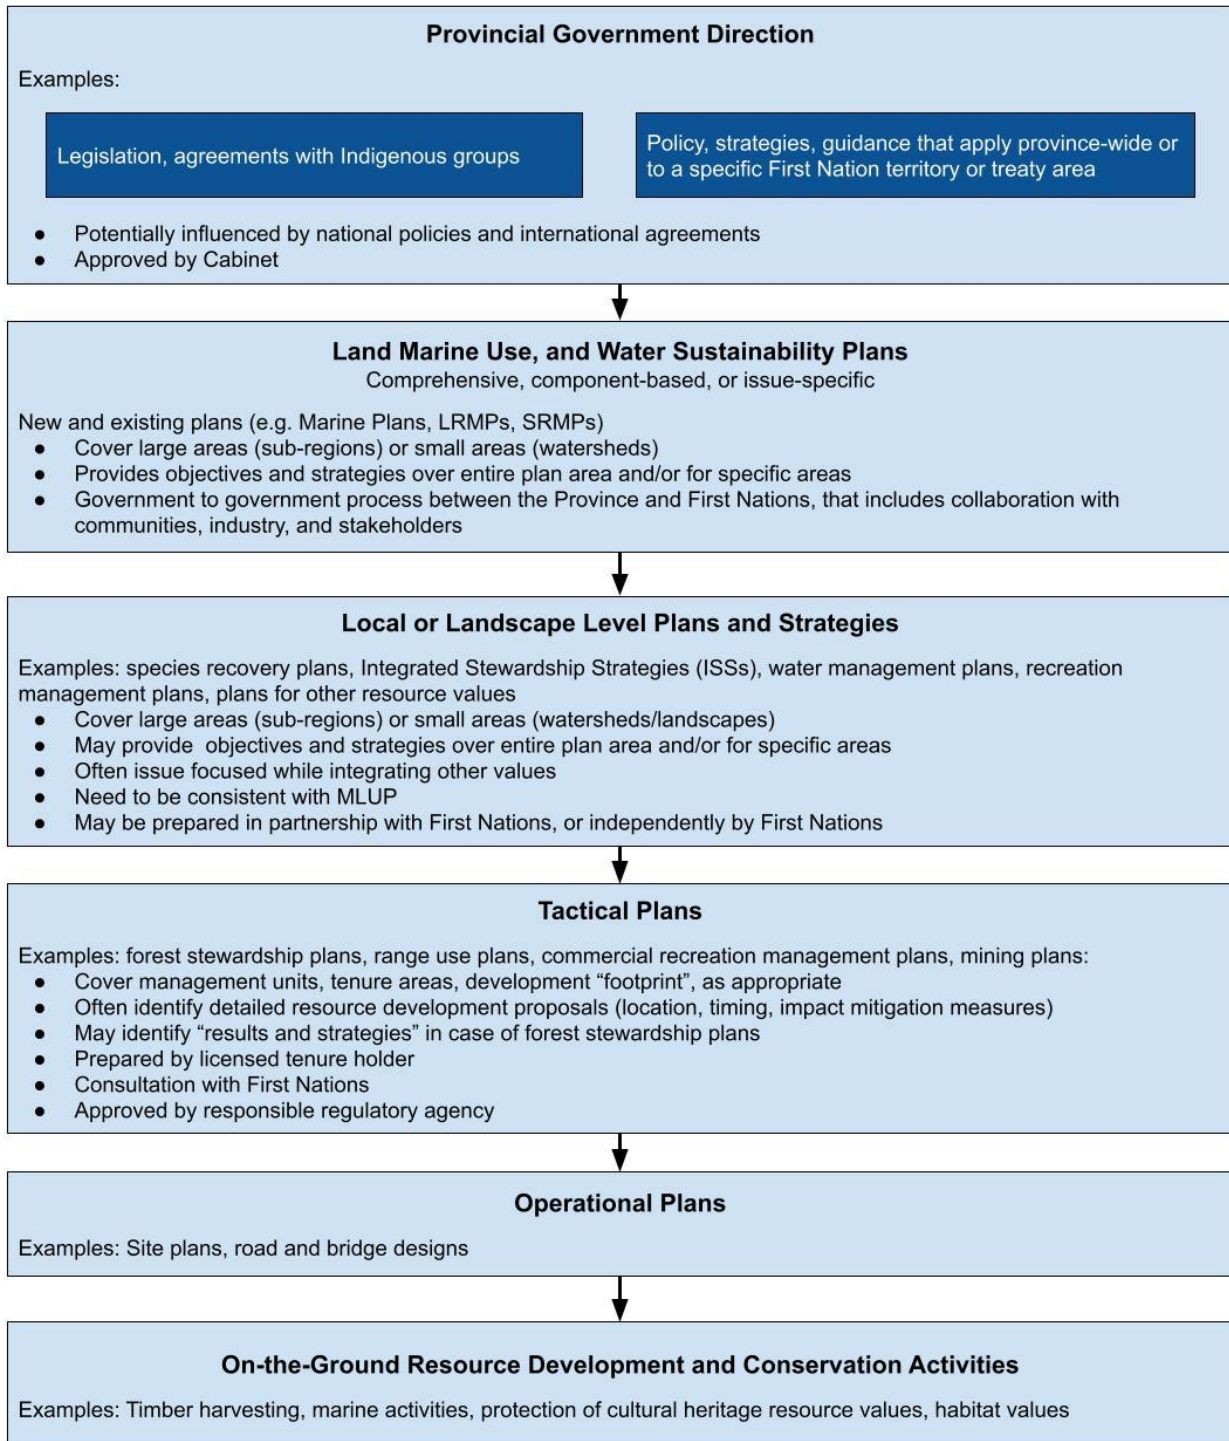 Provincial Government Direction
Examples:
Legislation, agreements with Indigenous groups
Policy, strategies, guidance that apply province-wide or
to a specific First Nation territory or treaty area
● Potentially influenced by national policies and international agreements
● Approved by Cabinet
Land Marine Use, and Water Sustainability Plans
Comprehensive, component-based, or issue-specific
New and existing plans (e.g. Marine Plans, LRMPs, SRMPs)
● Cover large areas (sub-regions) or small areas (watersheds)
● Provides objectives and strategies over entire plan area and/or for specific areas
● Government to government process between the Province and First Nations, that includes collaboration with
communities, industry, and stakeholders
Local or Landscape Level Plans and Strategies
Examples: species recovery plans, Integrated Stewardship Strategies (ISSs), water management plans, recreation
management plans, plans for other resource values
● Cover large areas (sub-regions) or small areas (watersheds/landscapes)
● May provide  objectives and strategies over entire plan area and/or for specific areas
● Often issue focused while integrating other values
● Need to be consistent with MLUP
● May be prepared in partnership with First Nations, or independently by First Nations
Tactical Plans
Examples: forest stewardship plans, range use plans, commercial recreation management plans, mining plans:
● Cover management units, tenure areas, development “footprint”, as appropriate
● Often identify detailed resource development proposals (location, timing, impact mitigation measures)
● May identify “results and strategies” in case of forest stewardship plans
● Prepared by licensed tenure holder
● Consultation with First Nations
● Approved by responsible regulatory agency
Operational Plans
Examples: Site plans, road and bridge designs
On-the-Ground Resource Development and Conservation Activities
Examples: Timber harvesting, marine activities, protection of cultural heritage resource values, habitat values